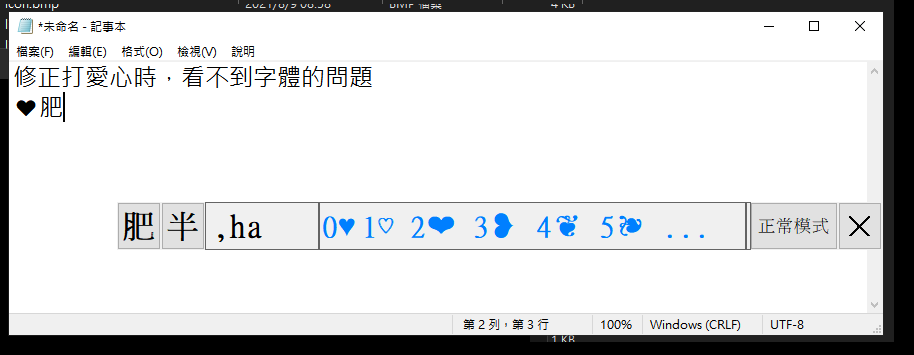 icon.bmp 2021/8/9 08:58 BMP 檔案 4 KB
*未命名 - 記事本
檔案(F) 編輯(E) 格式(O) 檢視(V) 說明
修正打愛心時，看不到字體的問題
❤肥
肥 半 ,ha 0♥ 1♡ 2❤ 3❥ 4❦ 5❧ ... 正常模式 X
第 2 列，第 3 行 100% Windows (CRLF) UTF-8
1 KB